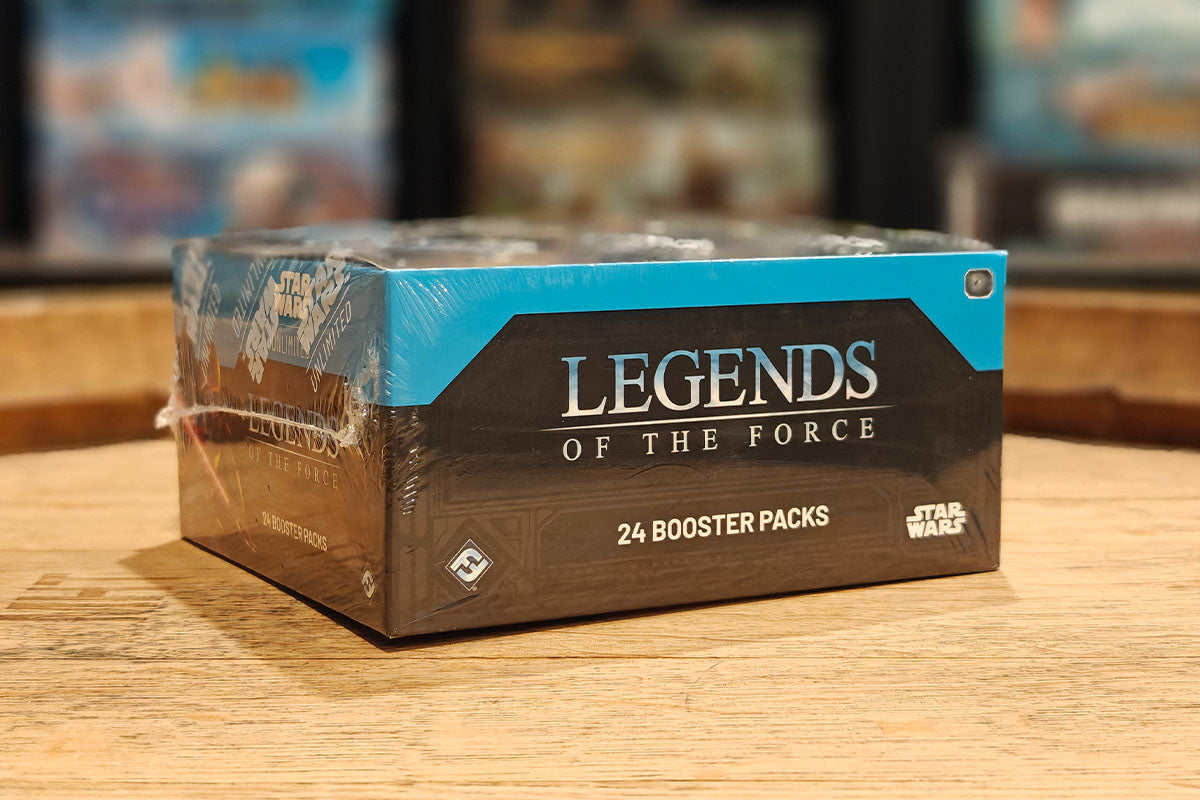 STAR
WARS
UNLIMITED
LEGENDS
OF THE FORCE
24 BOOSTER PACKS
LEGENDS
OF THE FORCE
24 BOOSTER PACKS
STAR
WARS